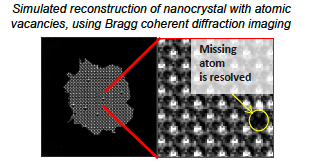 Simulated reconstruction of nanocrystal with atomic
vacancies, using Bragg coherent diffraction imaging
Missing
atom
is resolved